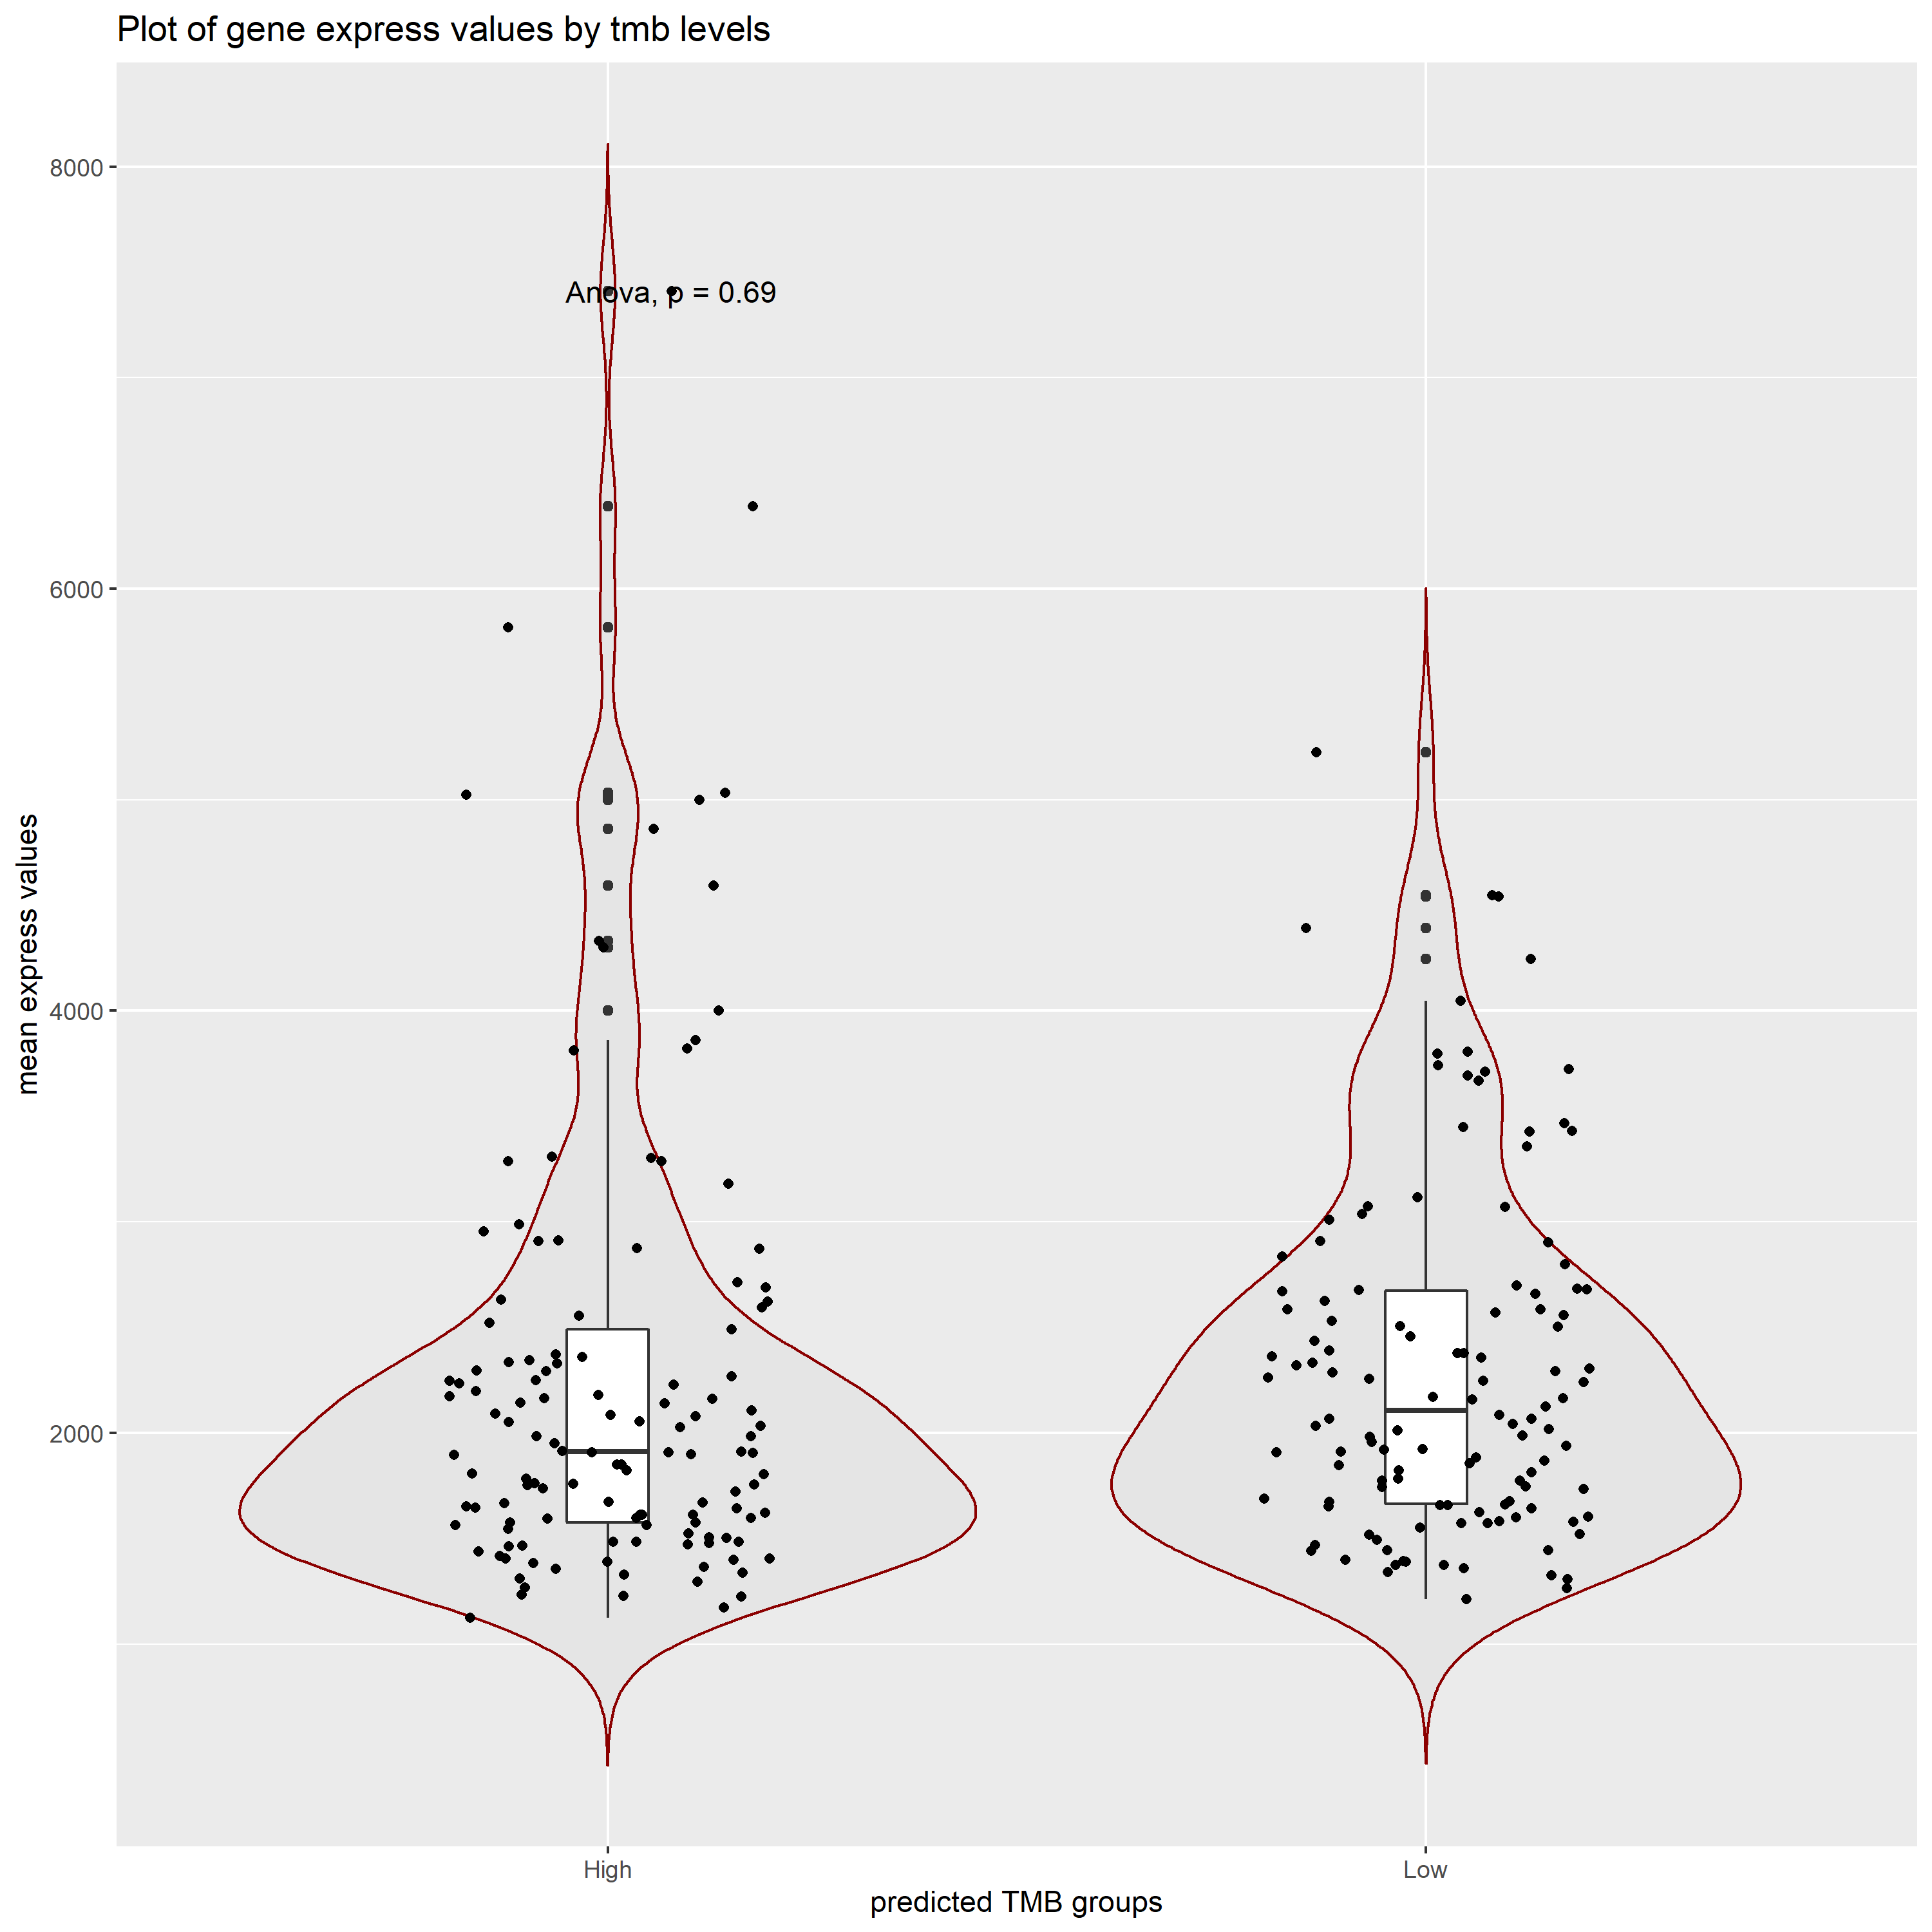 Plot of gene express values by tmb levels
8000
Anova, p = 0.69
6000
mean express values
4000
2000
High
Low
predicted TMB groups